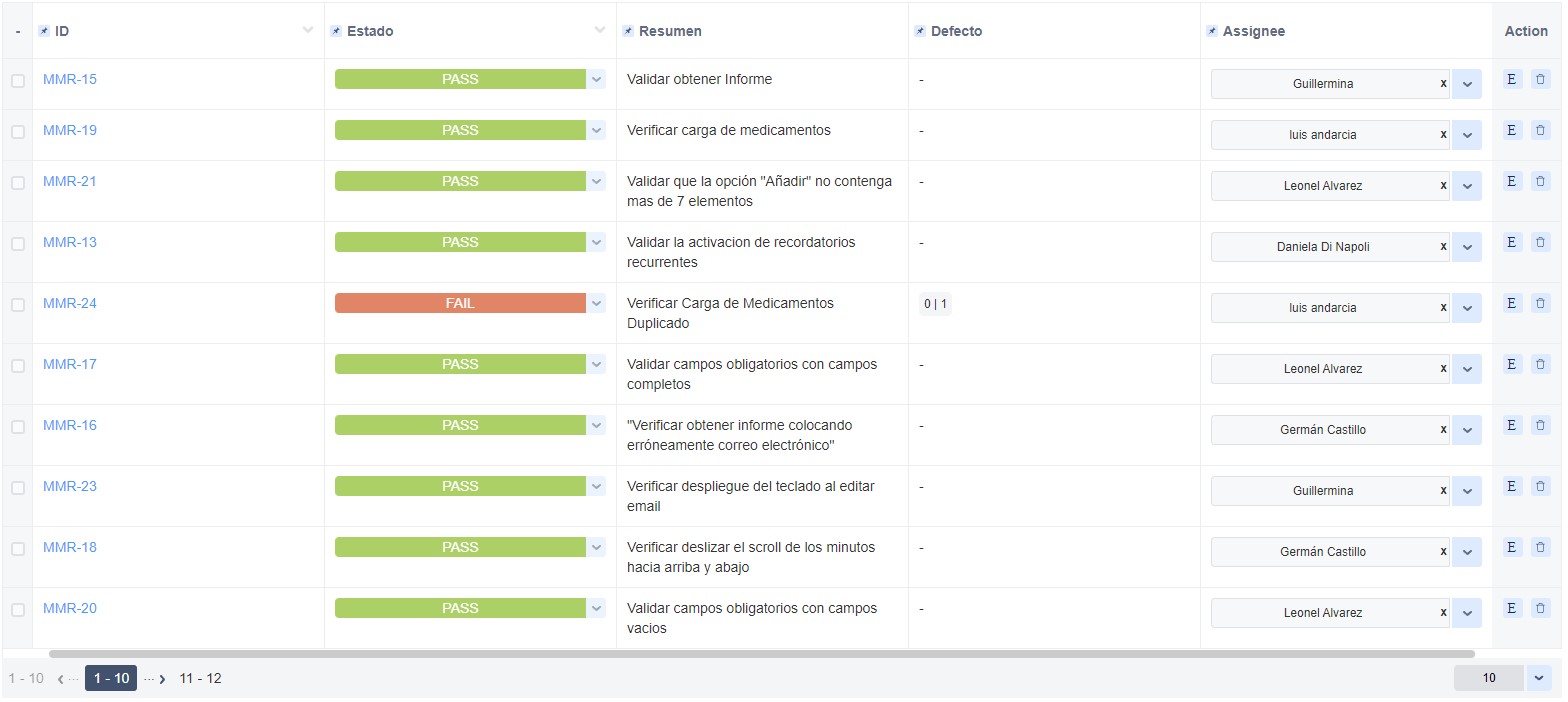 - ID Estado Resumen Defecto Assignee Action
MMR-15 PASS Validar obtener Informe - Guillermina x E
MMR-19 PASS Verificar carga de medicamentos - luis andarcia x E
MMR-21 PASS Validar que la opción "Añadir" no contenga - Leonel Alvarez x E
mas de 7 elementos
MMR-13 PASS Validar la activacion de recordatorios - Daniela Di Napoli x E
recurrentes
MMR-24 FAIL Verificar Carga de Medicamentos 0 | 1 luis andarcia x E
Duplicado
MMR-17 PASS Validar campos obligatorios con campos - Leonel Alvarez x E
completos
MMR-16 PASS "Verificar obtener informe colocando - Germán Castillo x E
erróneamente correo electrónico"
MMR-23 PASS Verificar despliegue del teclado al editar - Guillermina x E
email
MMR-18 PASS Verificar deslizar el scroll de los minutos - Germán Castillo x E
hacia arriba y abajo
MMR-20 PASS Validar campos obligatorios con campos - Leonel Alvarez x E
vacios
1 - 10 ‹ ··· 1 - 10 ··· › 11 - 12 10